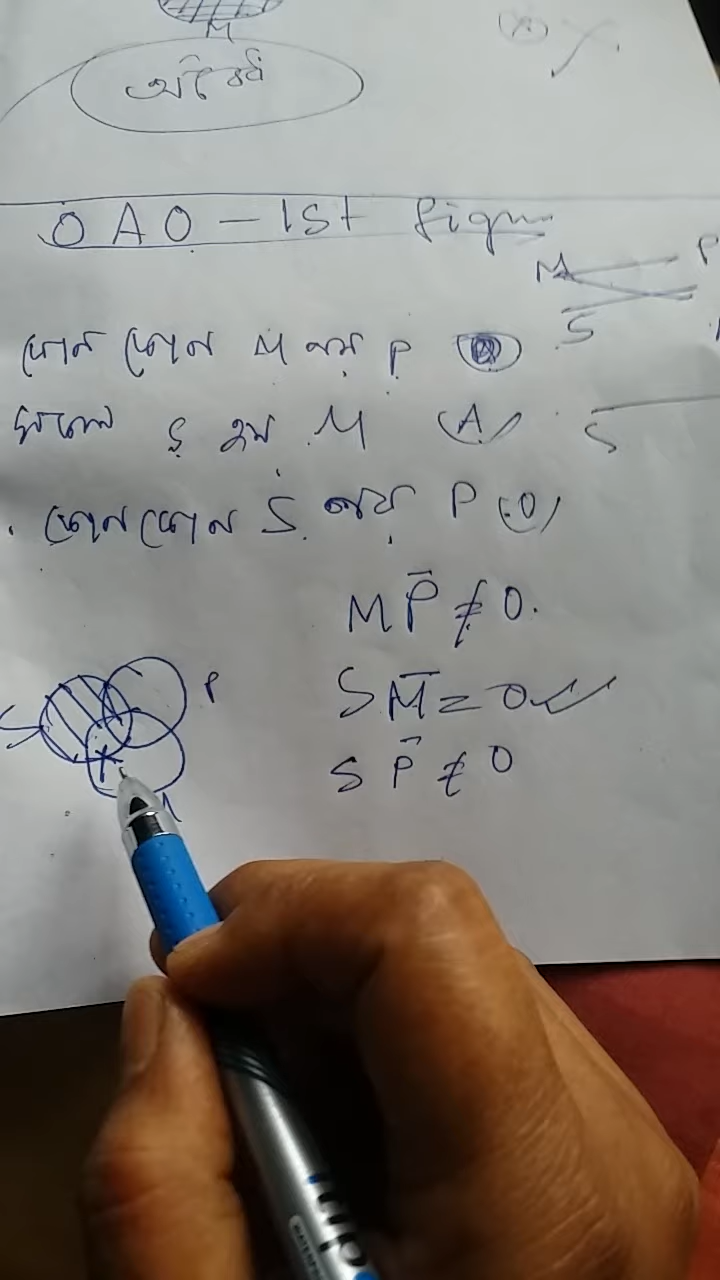 M
অবৈধ
OAO - 1st figure
M P
S
কোন কোন M নয় P (O)
সকল S হয় M (A)
S
∴ কোন কোন S নয় P (O)
MP̄ ≠ 0.
SM̄ = 0
SP̄ ≠ 0
S P
M